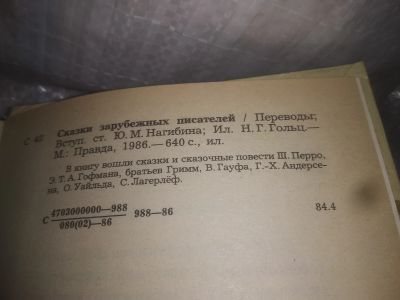 С 42 Сказки зарубежных писателей / Переводы;
Вступ. ст. Ю. М. Нагибина; Ил. Н. Г. Гольц.—
М.: Правда, 1986.— 640 с., ил.
В книгу вошли сказки и сказочные повести Ш. Перро,
Э. Т. А. Гофмана, братьев Гримм, В. Гауфа, Г.-Х. Андерсе-
на, О. Уайльда, С. Лагерлёф.
4703000000—988
С 988—86 84.4
080(02)—86